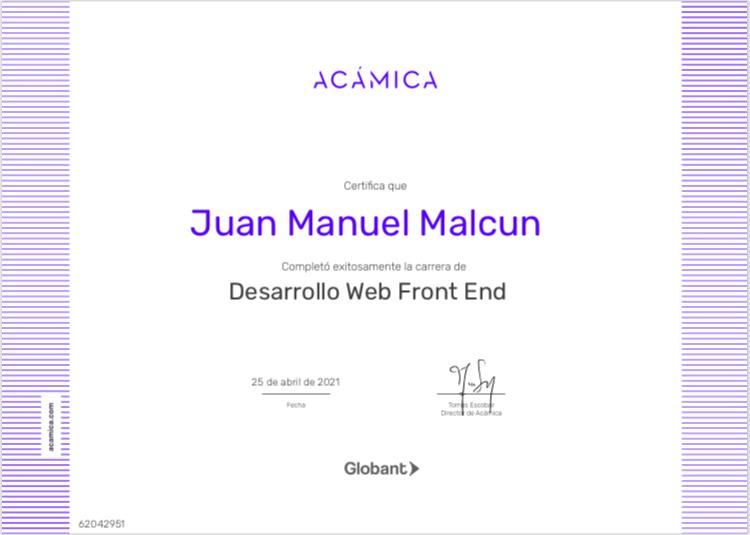 ACÁMICA
Certifica que
Juan Manuel Malcun
Completó exitosamente la carrera de
Desarrollo Web Front End
25 de abril de 2021
Fecha
Tomás Escobar
Director de Acámica
acamica.com
Globant
62042951